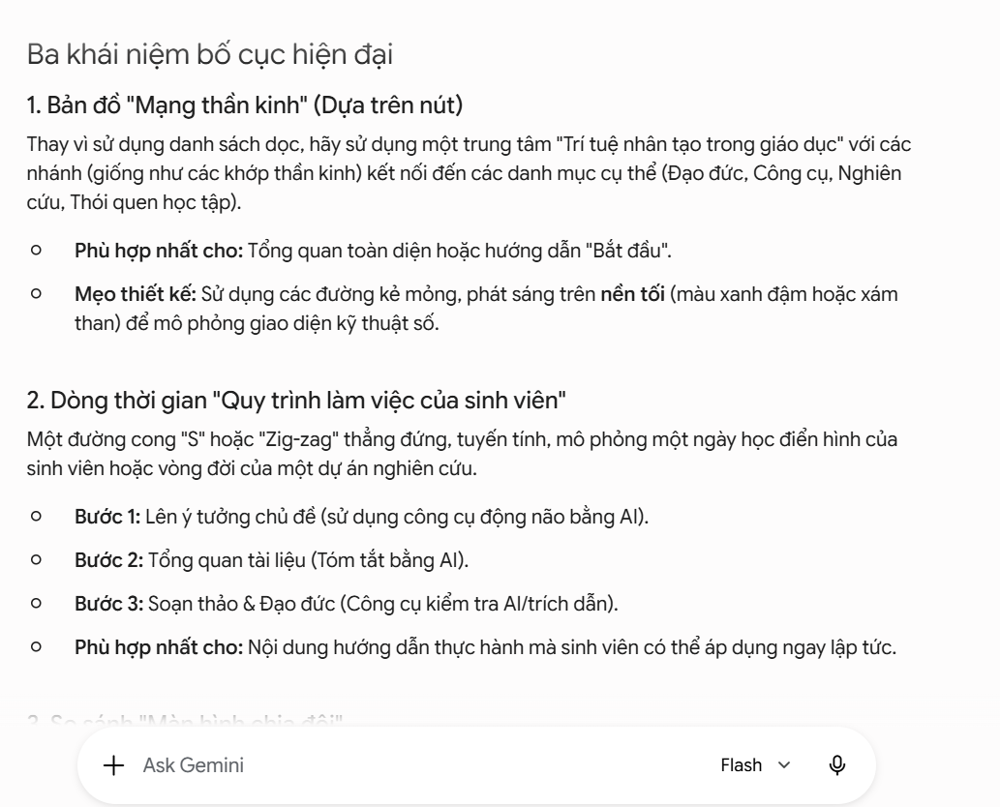 Ba khái niệm bố cục hiện đại
1. Bản đồ "Mạng thần kinh" (Dựa trên nút)
Thay vì sử dụng danh sách dọc, hãy sử dụng một trung tâm "Trí tuệ nhân tạo trong giáo dục" với các
nhánh (giống như các khớp thần kinh) kết nối đến các danh mục cụ thể (Đạo đức, Công cụ, Nghiên
cứu, Thói quen học tập).
Phù hợp nhất cho: Tổng quan toàn diện hoặc hướng dẫn "Bắt đầu".
Mẹo thiết kế: Sử dụng các đường kẻ mỏng, phát sáng trên nền tối (màu xanh đậm hoặc xám
than) để mô phỏng giao diện kỹ thuật số.
2. Dòng thời gian "Quy trình làm việc của sinh viên"
Một đường cong "S" hoặc "Zig-zag" thẳng đứng, tuyến tính, mô phỏng một ngày học điển hình của
sinh viên hoặc vòng đời của một dự án nghiên cứu.
Bước 1: Lên ý tưởng chủ đề (sử dụng công cụ động não bằng AI).
Bước 2: Tổng quan tài liệu (Tóm tắt bằng AI).
Bước 3: Soạn thảo & Đạo đức (Công cụ kiểm tra AI/trích dẫn).
Phù hợp nhất cho: Nội dung hướng dẫn thực hành mà sinh viên có thể áp dụng ngay lập tức.
3. So sánh "Màn hình chia đôi"
Ask Gemini
Flash